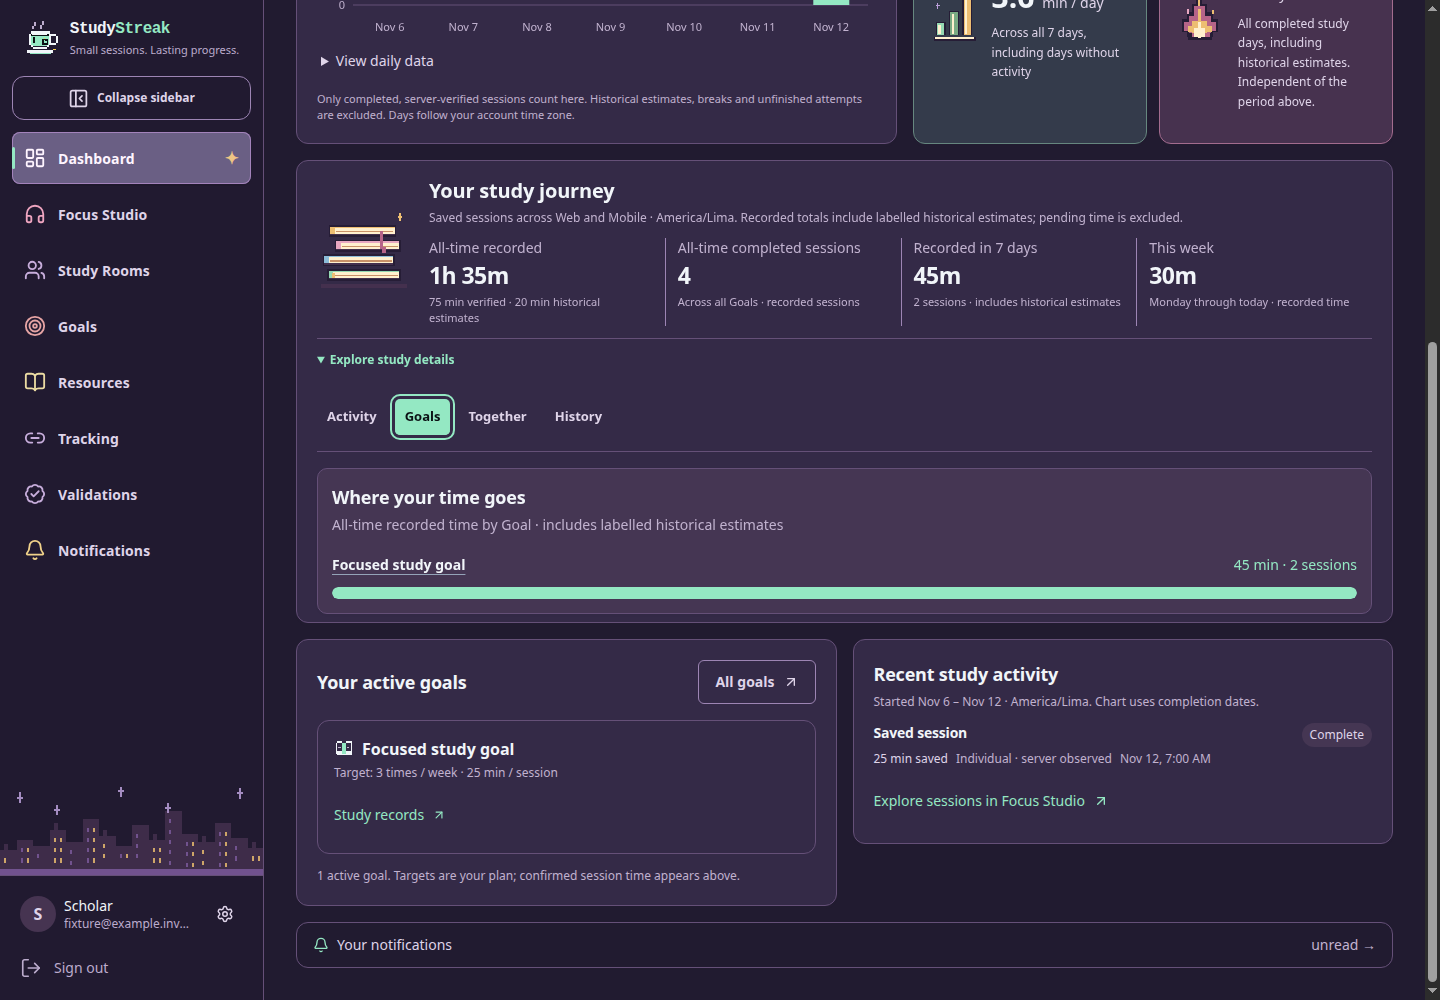 StudyStreak
Small sessions. Lasting progress.
Collapse sidebar
Dashboard
Focus Studio
Study Rooms
Goals
Resources
Tracking
Validations
Notifications
S
Scholar
fixture@example.inv...
Sign out
0
Nov 6 Nov 7 Nov 8 Nov 9 Nov 10 Nov 11 Nov 12
▶ View daily data
Only completed, server-verified sessions count here. Historical estimates, breaks and unfinished attempts
are excluded. Days follow your account time zone.
min / day
Across all 7 days,
including days without
activity
All completed study
days, including
historical estimates.
Independent of the
period above.
Your study journey
Saved sessions across Web and Mobile · America/Lima. Recorded totals include labelled historical estimates; pending time is excluded.
All-time recorded
1h 35m
75 min verified · 20 min historical
estimates
All-time completed sessions
4
Across all Goals · recorded sessions
Recorded in 7 days
45m
2 sessions · includes historical estimates
This week
30m
Monday through today · recorded time
▼ Explore study details
Activity Goals Together History
Where your time goes
All-time recorded time by Goal · includes labelled historical estimates
Focused study goal 45 min · 2 sessions
Your active goals
All goals ↗
Focused study goal
Target: 3 times / week · 25 min / session
Study records ↗
1 active goal. Targets are your plan; confirmed session time appears above.
Recent study activity
Started Nov 6 – Nov 12 · America/Lima. Chart uses completion dates.
Saved session Complete
25 min saved Individual · server observed Nov 12, 7:00 AM
Explore sessions in Focus Studio ↗
Your notifications unread →